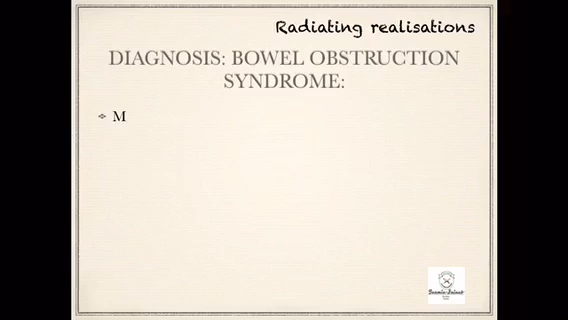 Radiating realisations
DIAGNOSIS: BOWEL OBSTRUCTION
SYNDROME:
M